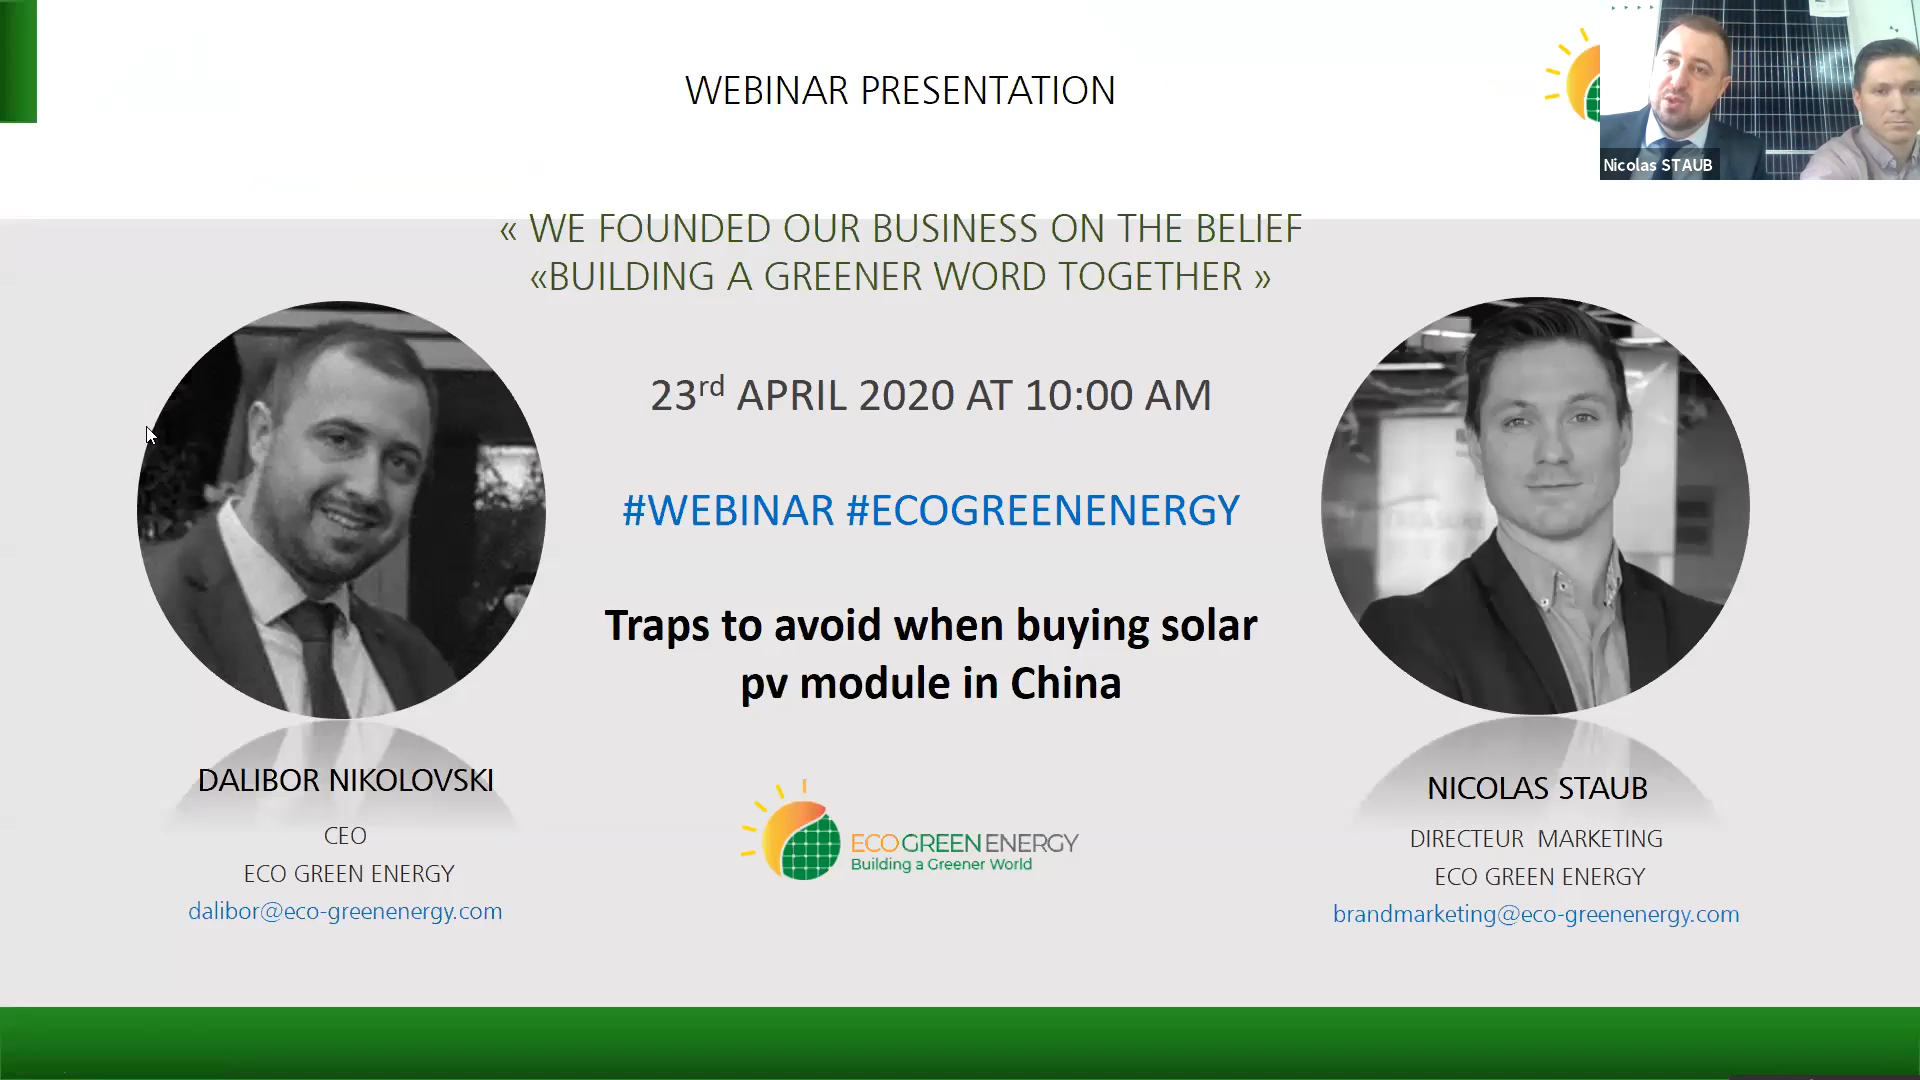 WEBINAR PRESENTATION
Nicolas STAUB
« WE FOUNDED OUR BUSINESS ON THE BELIEF
«BUILDING A GREENER WORD TOGETHER »
23rd APRIL 2020 AT 10:00 AM
#WEBINAR #ECOGREENENERGY
Traps to avoid when buying solar
pv module in China
DALIBOR NIKOLOVSKI
CEO
ECO GREEN ENERGY
dalibor@eco-greenenergy.com
ECOGREENENERGY
Building a Greener World
NICOLAS STAUB
DIRECTEUR MARKETING
ECO GREEN ENERGY
brandmarketing@eco-greenenergy.com